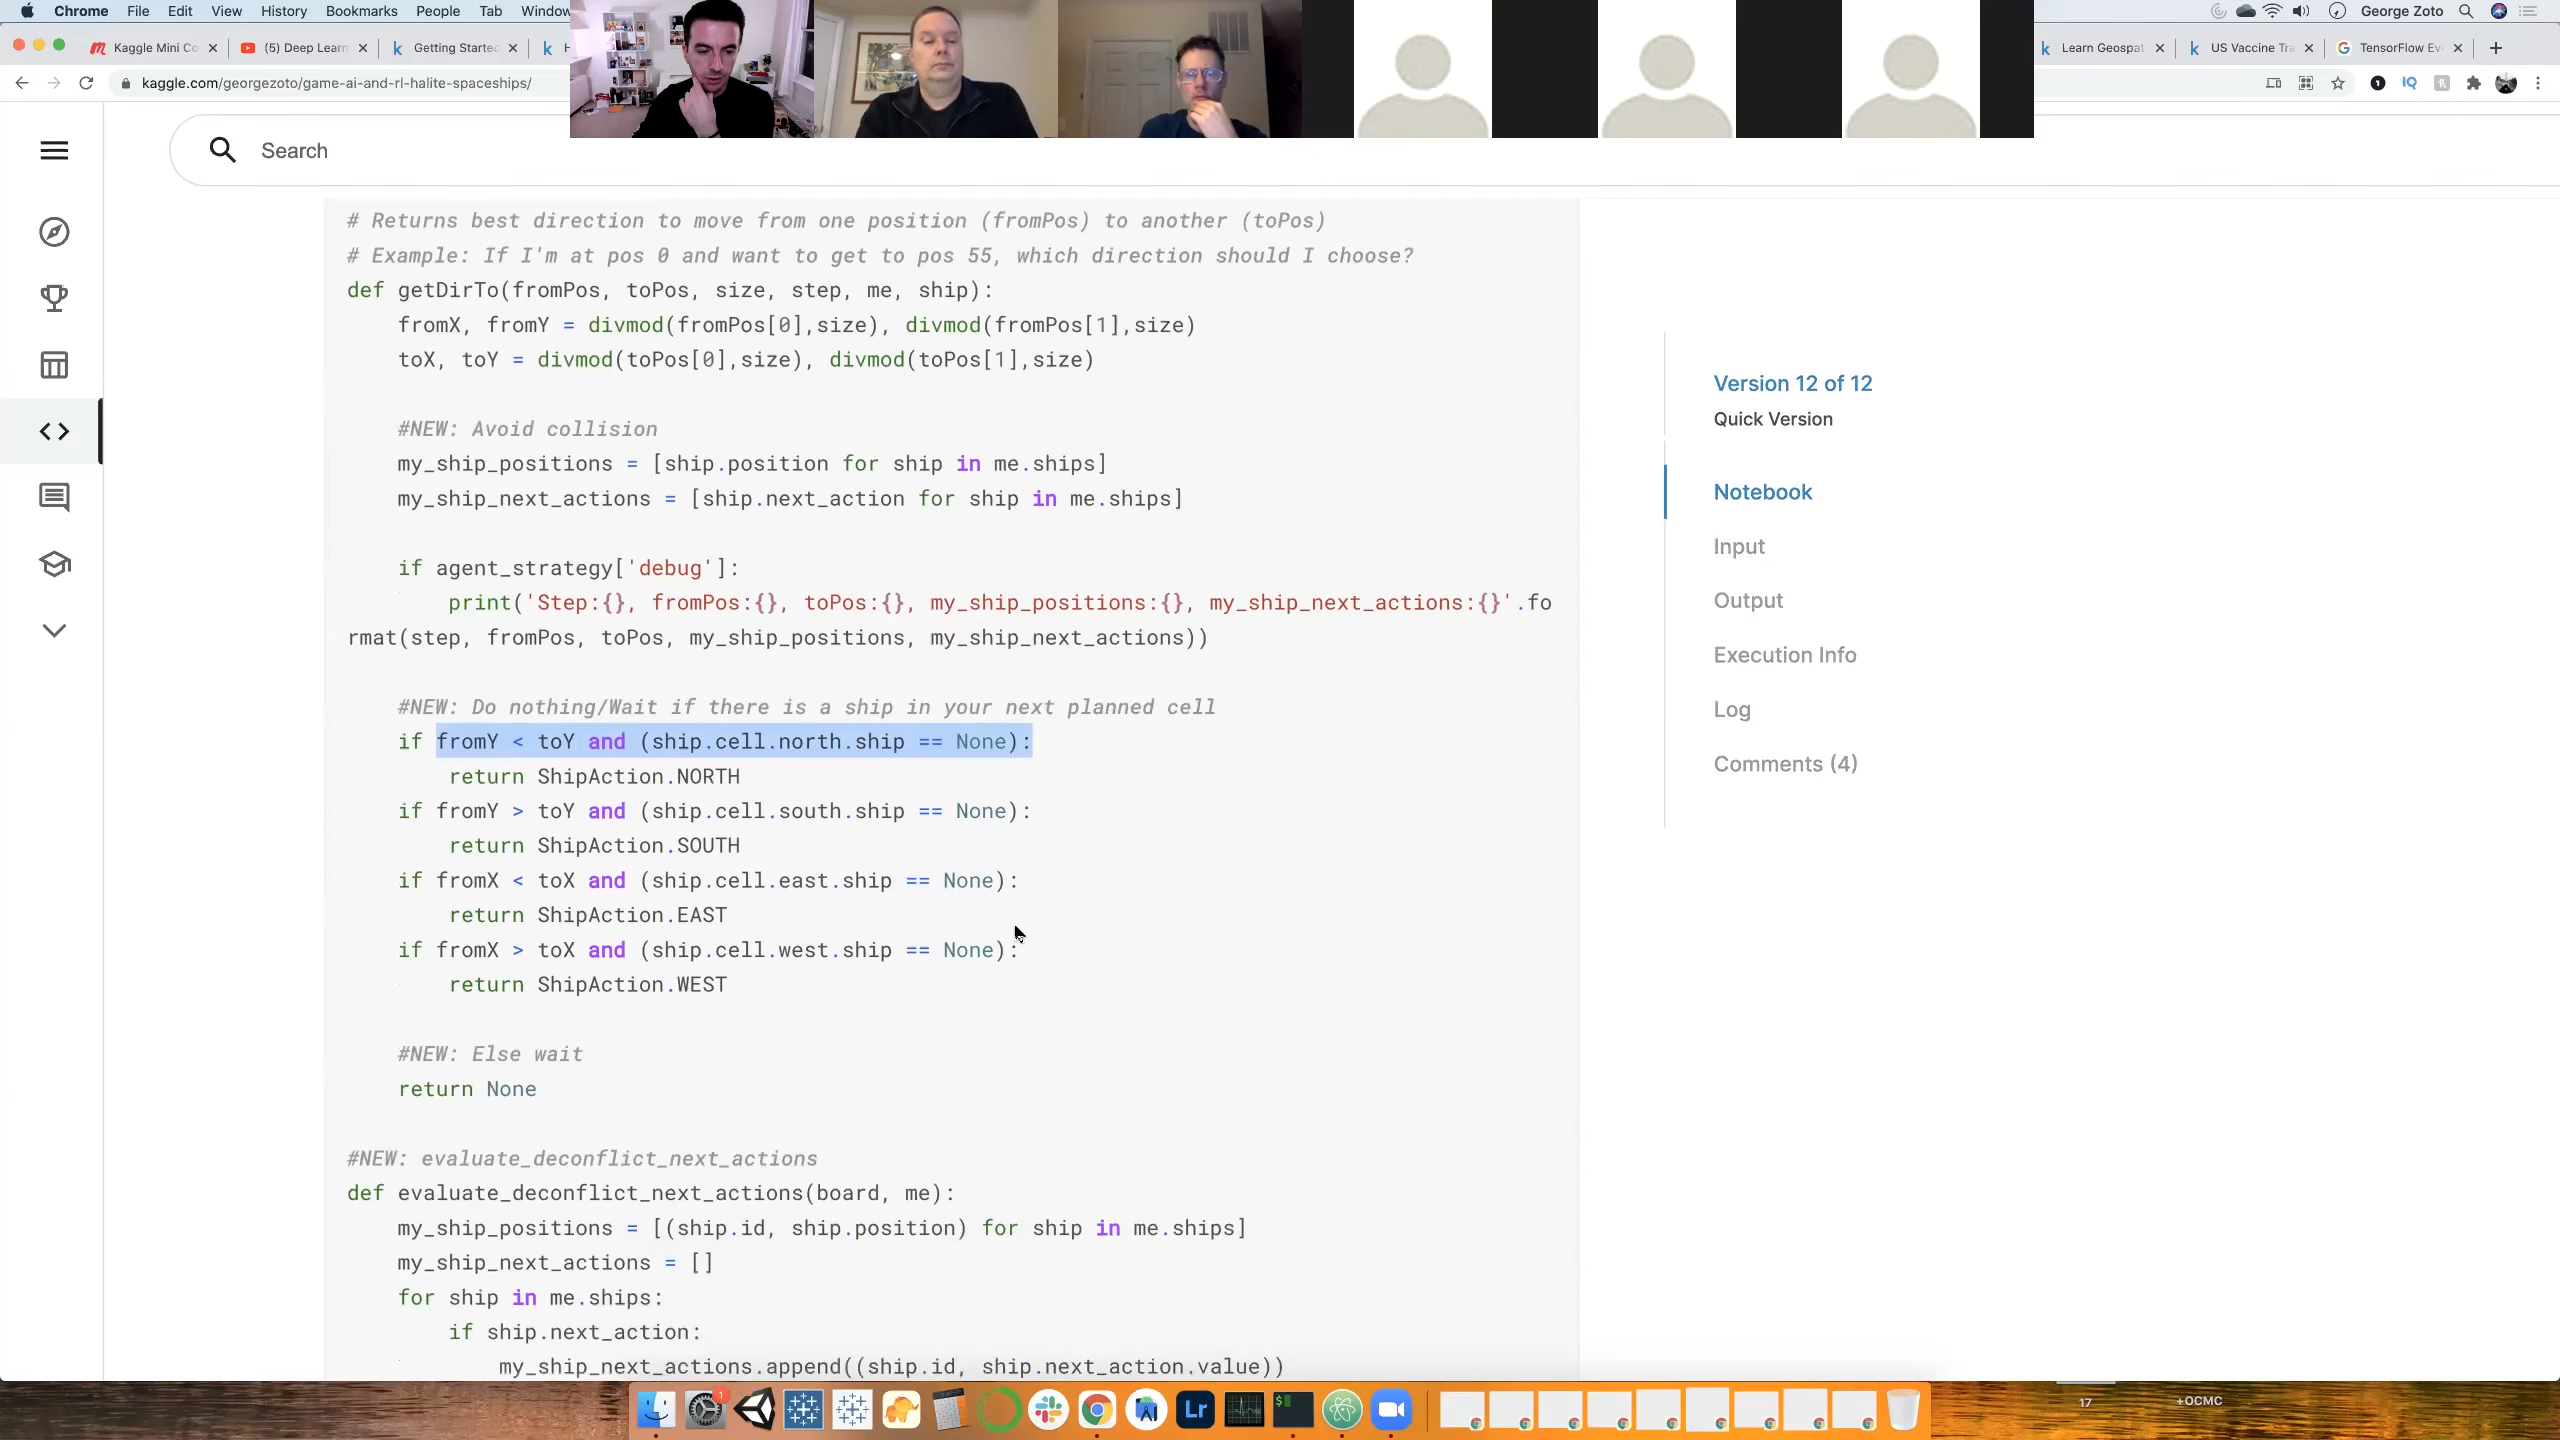 Chrome File Edit View History Bookmarks People Tab Window
George Zoto
Kaggle Mini Co
(5) Deep Learn
Getting Starte
Learn Geospat
US Vaccine Tra
TensorFlow Ev
kaggle.com/georgezoto/game-ai-and-rl-halite-spaceships/
Search
# Returns best direction to move from one position (fromPos) to another (toPos)
# Example: If I'm at pos 0 and want to get to pos 55, which direction should I choose?
def getDirTo(fromPos, toPos, size, step, me, ship):
    fromX, fromY = divmod(fromPos[0],size), divmod(fromPos[1],size)
    toX, toY = divmod(toPos[0],size), divmod(toPos[1],size)
    #NEW: Avoid collision
    my_ship_positions = [ship.position for ship in me.ships]
    my_ship_next_actions = [ship.next_action for ship in me.ships]
    if agent_strategy['debug']:
        print('Step:{}, fromPos:{}, toPos:{}, my_ship_positions:{}, my_ship_next_actions:{}'.fo
rmat(step, fromPos, toPos, my_ship_positions, my_ship_next_actions))
    #NEW: Do nothing/Wait if there is a ship in your next planned cell
    if fromY < toY and (ship.cell.north.ship == None):
        return ShipAction.NORTH
    if fromY > toY and (ship.cell.south.ship == None):
        return ShipAction.SOUTH
    if fromX < toX and (ship.cell.east.ship == None):
        return ShipAction.EAST
    if fromX > toX and (ship.cell.west.ship == None):
        return ShipAction.WEST
    #NEW: Else wait
    return None
#NEW: evaluate_deconflict_next_actions
def evaluate_deconflict_next_actions(board, me):
    my_ship_positions = [(ship.id, ship.position) for ship in me.ships]
    my_ship_next_actions = []
    for ship in me.ships:
        if ship.next_action:
            my_ship_next_actions.append((ship.id, ship.next_action.value))
Version 12 of 12
Quick Version
Notebook
Input
Output
Execution Info
Log
Comments (4)
Lr
17
+OCMC